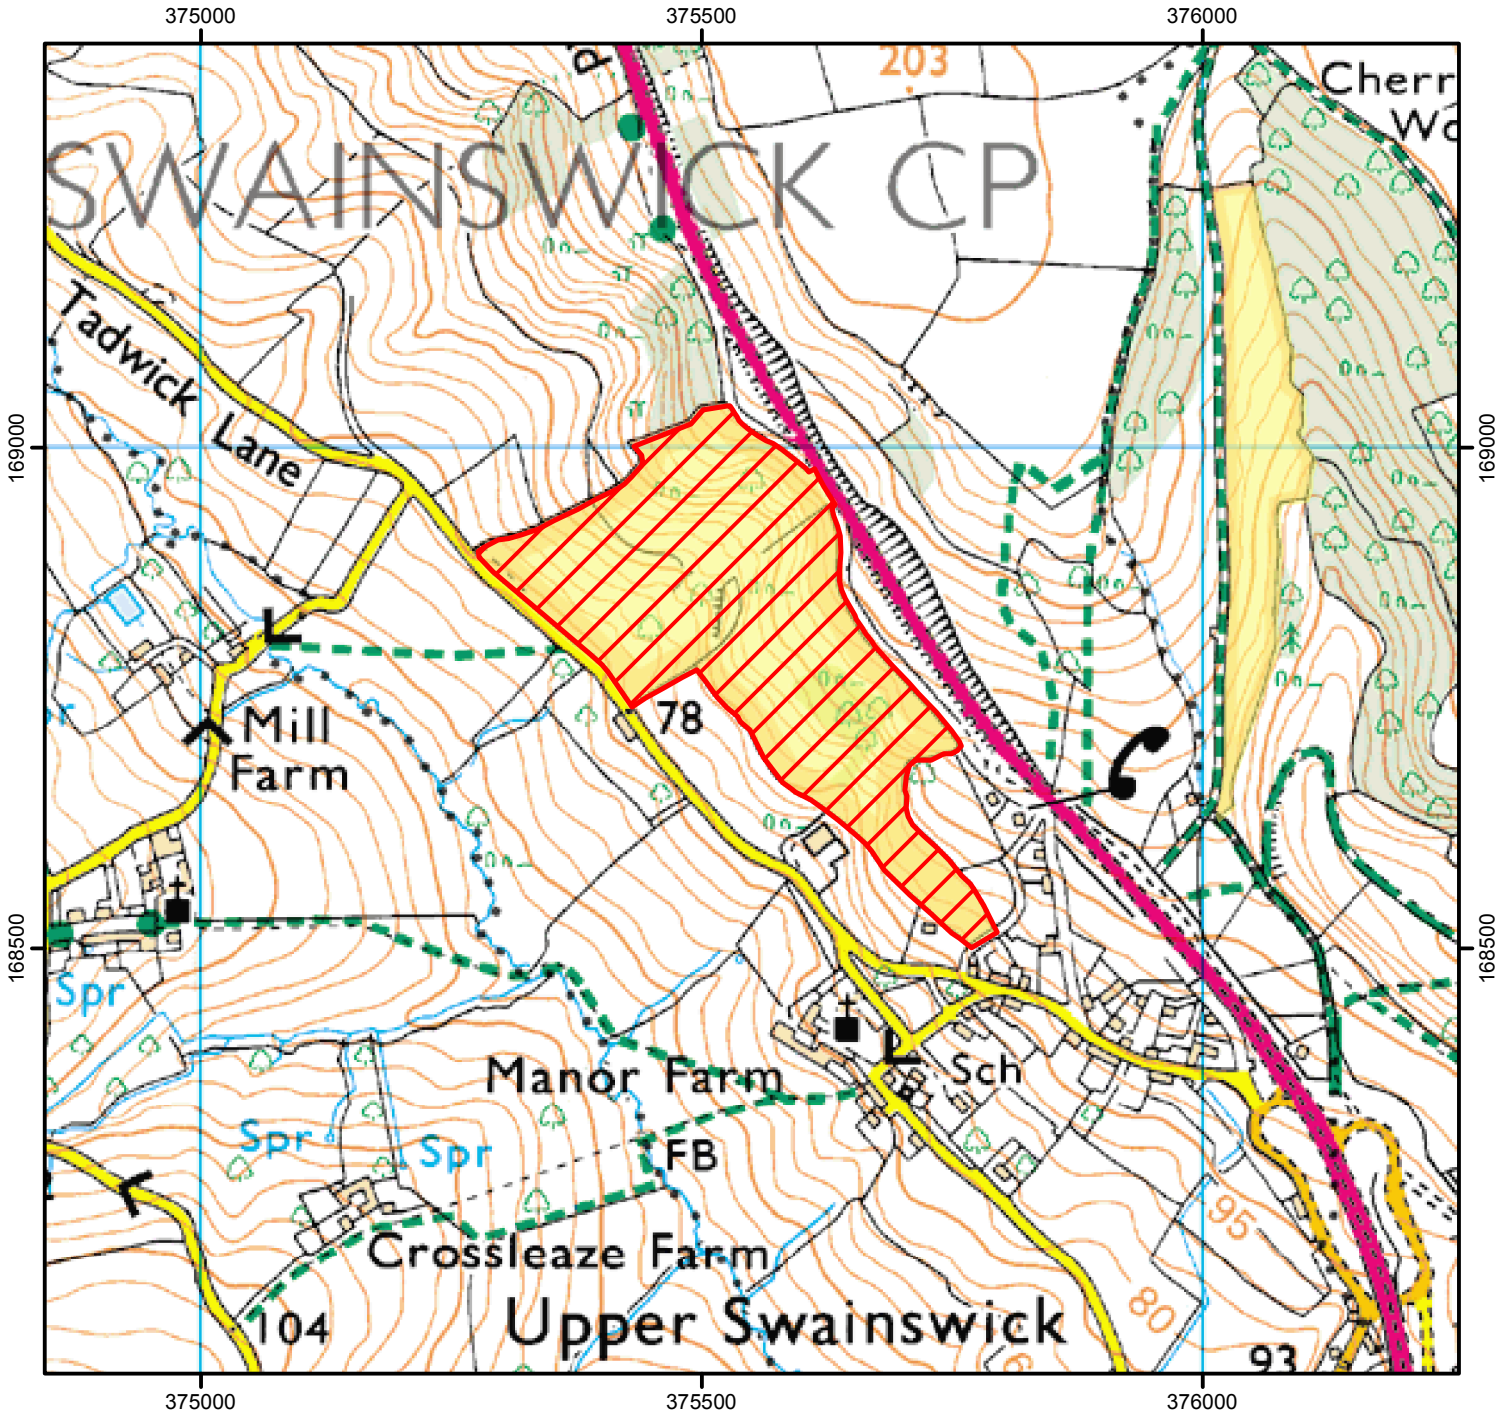 375000
375500
376000
203
Cherr
Wo
SWAINSWICK CP
Tadwick
Lane
169000
169000
78
Mill
Farm
168500
168500
Spr
Manor Farm
Sch
Spr
Spr
FB
95
Crossleaze Farm
80
104
Upper Swainswick
93
375000
375500
376000